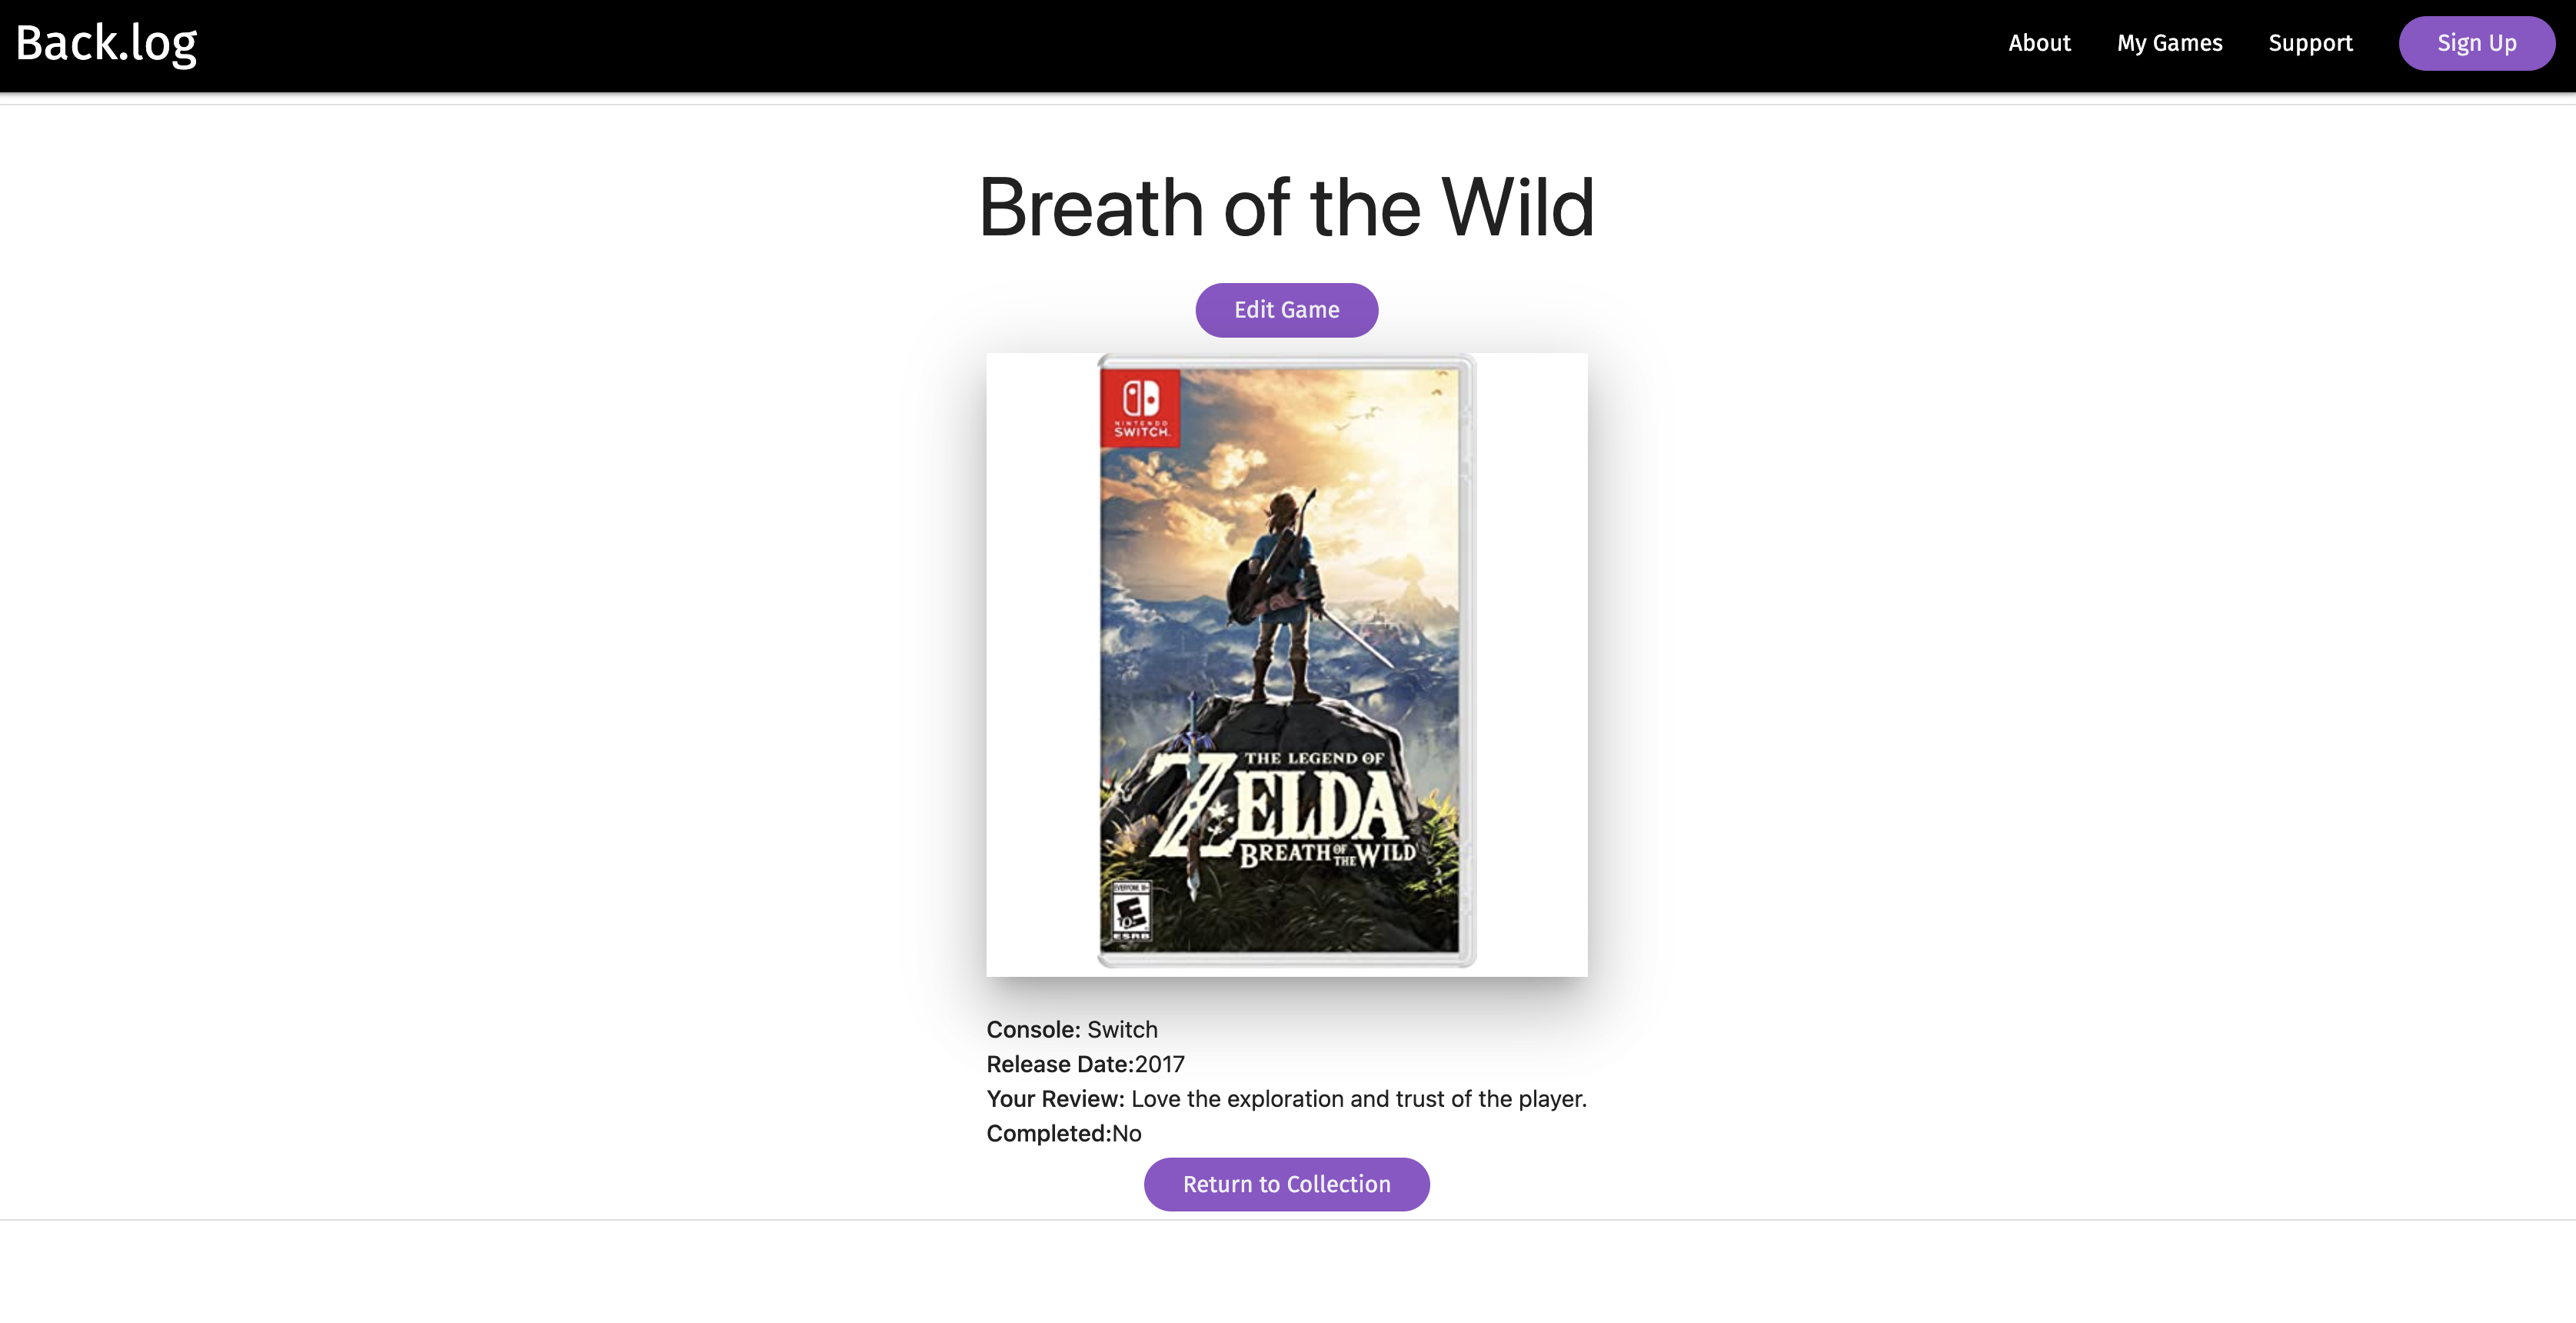 Back.log
About My Games Support Sign Up
Breath of the Wild
Edit Game
NINTENDO
SWITCH
THE LEGEND OF
ZELDA
BREATH OF THE WILD
EVERYONE 10+
E
10+
ESRB
Console: Switch
Release Date:2017
Your Review: Love the exploration and trust of the player.
Completed:No
Return to Collection